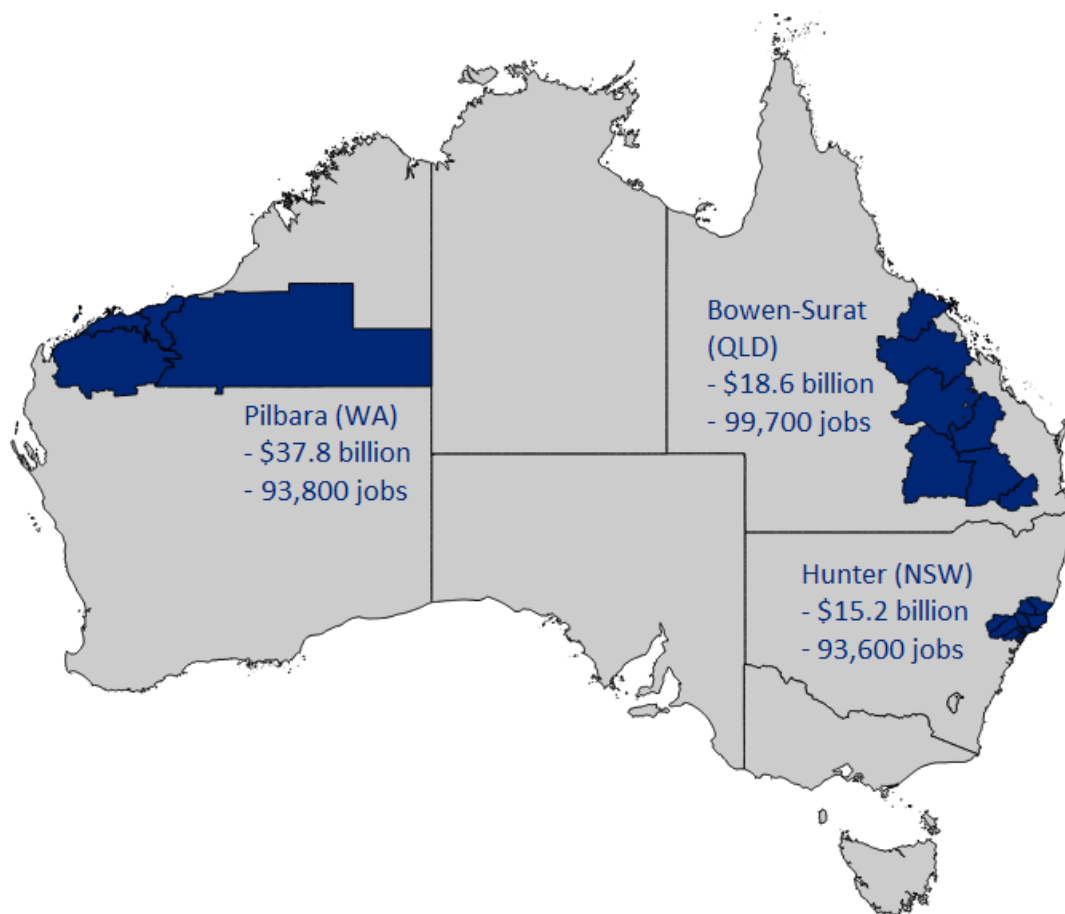 Bowen-Surat
(QLD)
- $18.6 billion
- 99,700 jobs
Pilbara (WA)
- $37.8 billion
- 93,800 jobs
Hunter (NSW)
- $15.2 billion
- 93,600 jobs